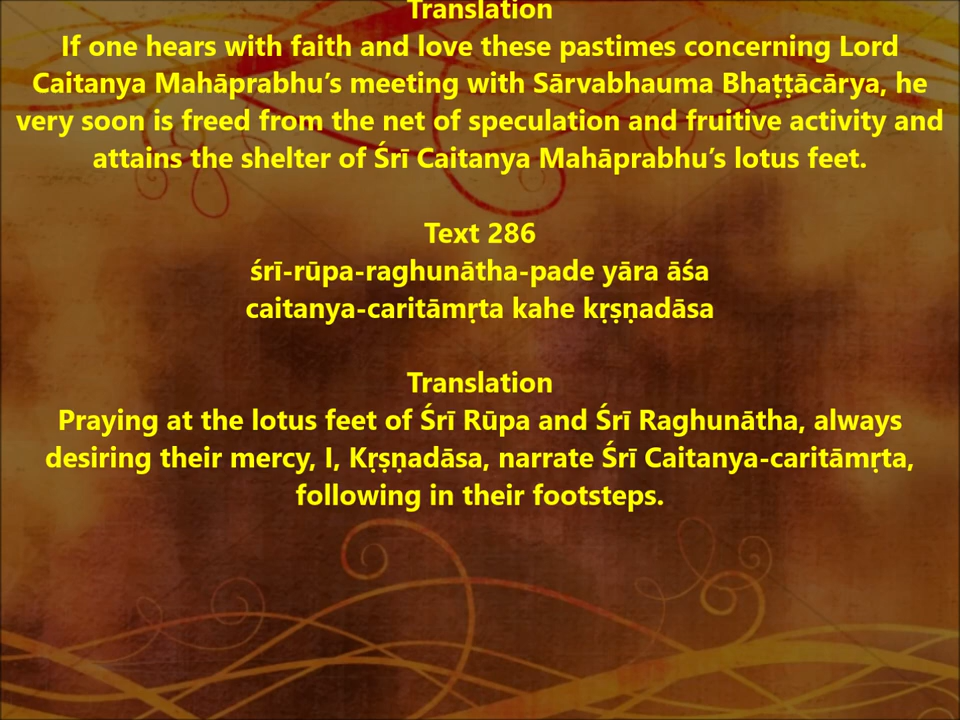 Translation
If one hears with faith and love these pastimes concerning Lord
Caitanya Mahāprabhu’s meeting with Sārvabhauma Bhaṭṭācārya, he
very soon is freed from the net of speculation and fruitive activity and
attains the shelter of Śrī Caitanya Mahāprabhu’s lotus feet.
Text 286
śrī-rūpa-raghunātha-pade yāra āśa
caitanya-caritāmṛta kahe kṛṣṇadāsa
Translation
Praying at the lotus feet of Śrī Rūpa and Śrī Raghunātha, always
desiring their mercy, I, Kṛṣṇadāsa, narrate Śrī Caitanya-caritāmṛta,
following in their footsteps.